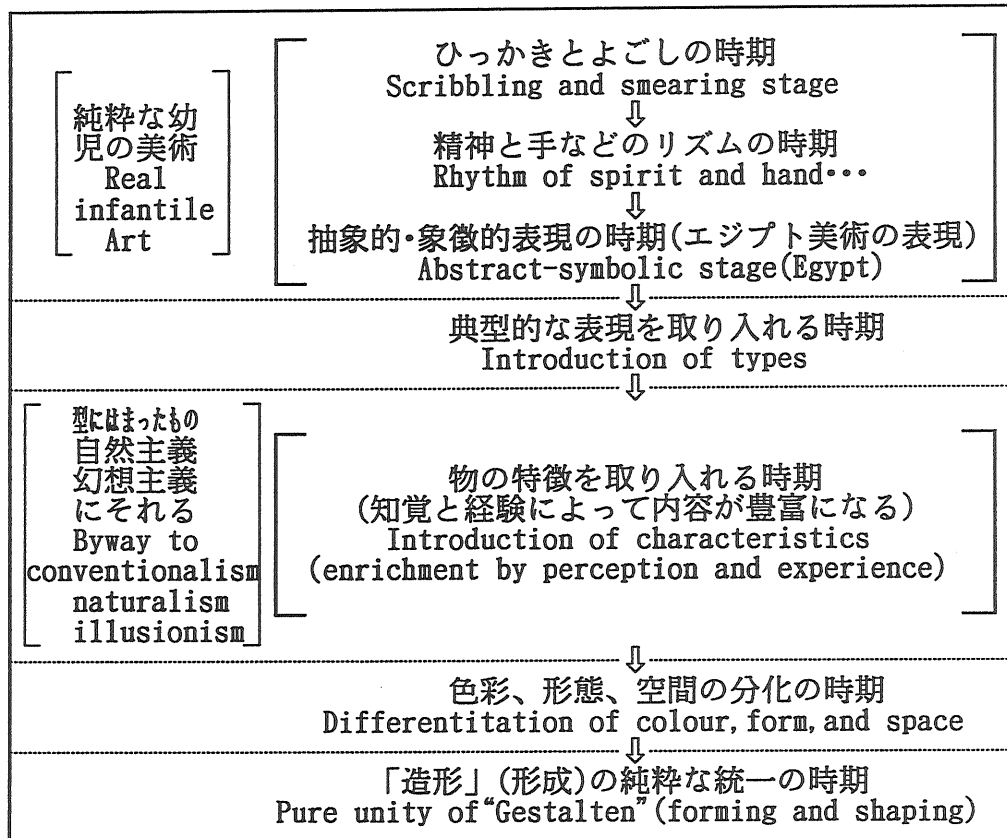 純粋な幼
児の美術
Real
infantile
Art
ひっかきとよごしの時期
Scribbling and smearing stage
⇩
精神と手などのリズムの時期
Rhythm of spirit and hand･･･
⇩
抽象的･象徴的表現の時期(エジプト美術の表現)
Abstract-symbolic stage(Egypt)
⇩
典型的な表現を取り入れる時期
Introduction of types
⇩
型にはまったもの
自然主義
幻想主義
にそれる
Byway to
conventionalism
naturalism
illusionism
物の特徴を取り入れる時期
(知覚と経験によって内容が豊富になる)
Introduction of characteristics
(enrichment by perception and experience)
⇩
色彩、形態、空間の分化の時期
Differentitation of colour,form,and space
⇩
「造形」(形成)の純粋な統一の時期
Pure unity of“Gestalten”(forming and shaping)